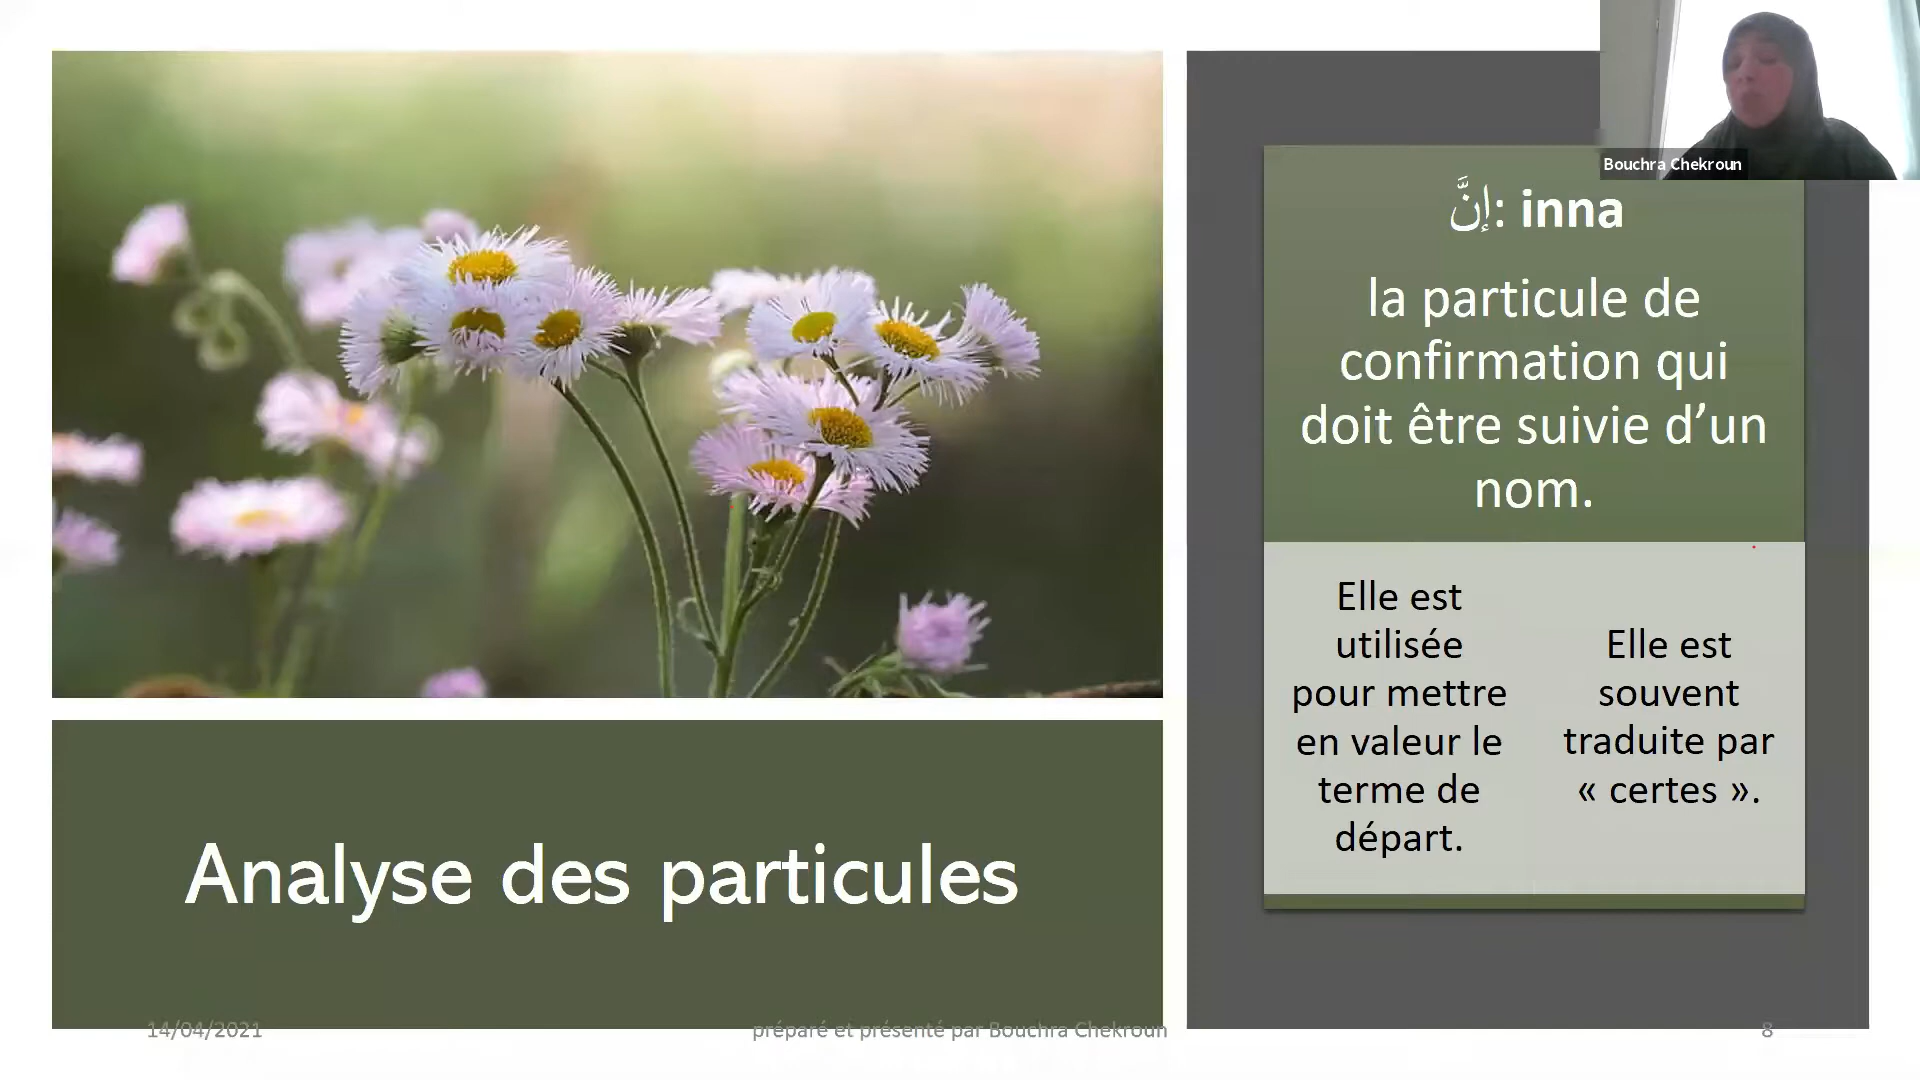 Bouchra Chekroun
إنَّ: inna
la particule de
confirmation qui
doit être suivie d’un
nom.
Elle est
utilisée
pour mettre
en valeur le
terme de
départ.
Elle est
souvent
traduite par
« certes ».
Analyse des particules
14/04/2021
préparé et présenté par Bouchra Chekroun
8